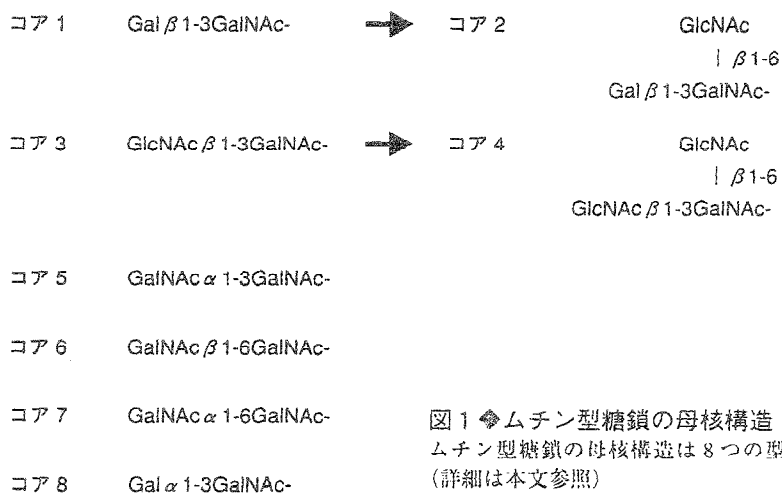 コア 1 Galβ1-3GalNAc- → コア 2 GlcNAc
| β1-6
Galβ1-3GalNAc-
コア 3 GlcNAcβ1-3GalNAc- → コア 4 GlcNAc
| β1-6
GlcNAcβ1-3GalNAc-
コア 5 GalNAcα1-3GalNAc-
コア 6 GalNAcβ1-6GalNAc-
コア 7 GalNAcα1-6GalNAc-
コア 8 Galα1-3GalNAc-
図 1 ◆ムチン型糖鎖の母核構造
ムチン型糖鎖の母核構造は 8 つの型
(詳細は本文参照)